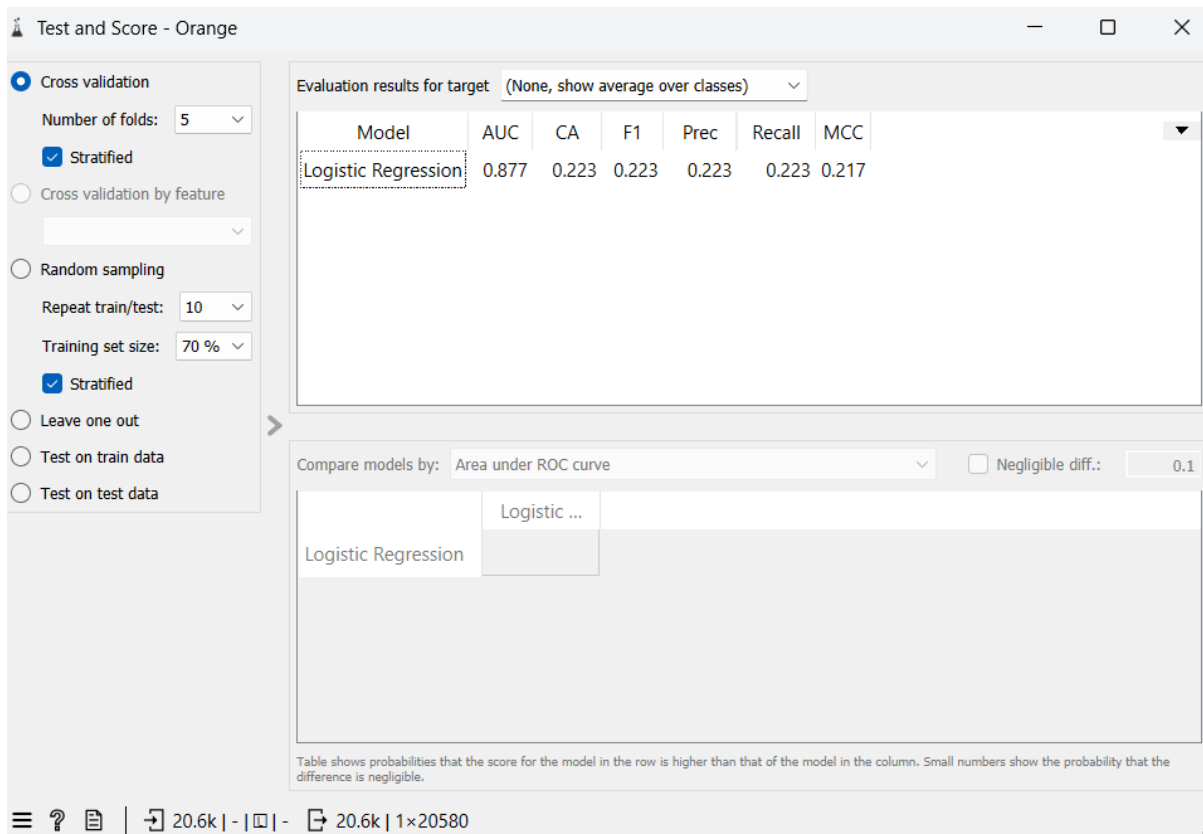 Test and Score - Orange
Cross validation
Number of folds: 5
Stratified
Cross validation by feature
Random sampling
Repeat train/test: 10
Training set size: 70 %
Stratified
Leave one out
Test on train data
Test on test data
Evaluation results for target (None, show average over classes)
Model AUC CA F1 Prec Recall MCC
Logistic Regression 0.877 0.223 0.223 0.223 0.223 0.217
Compare models by: Area under ROC curve Negligible diff.: 0.1
Logistic ...
Logistic Regression
Table shows probabilities that the score for the model in the row is higher than that of the model in the column. Small numbers show the probability that the
difference is negligible.
20.6k | - | | - 20.6k | 1×20580